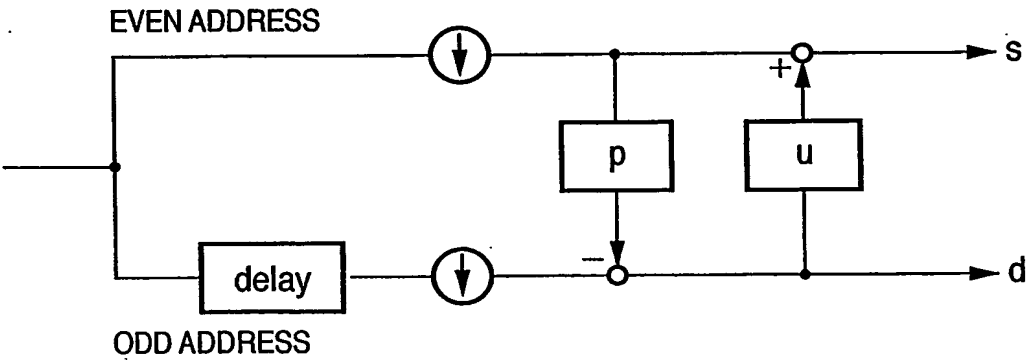 EVEN ADDRESS
s
+
p
u
−
delay
d
ODD ADDRESS